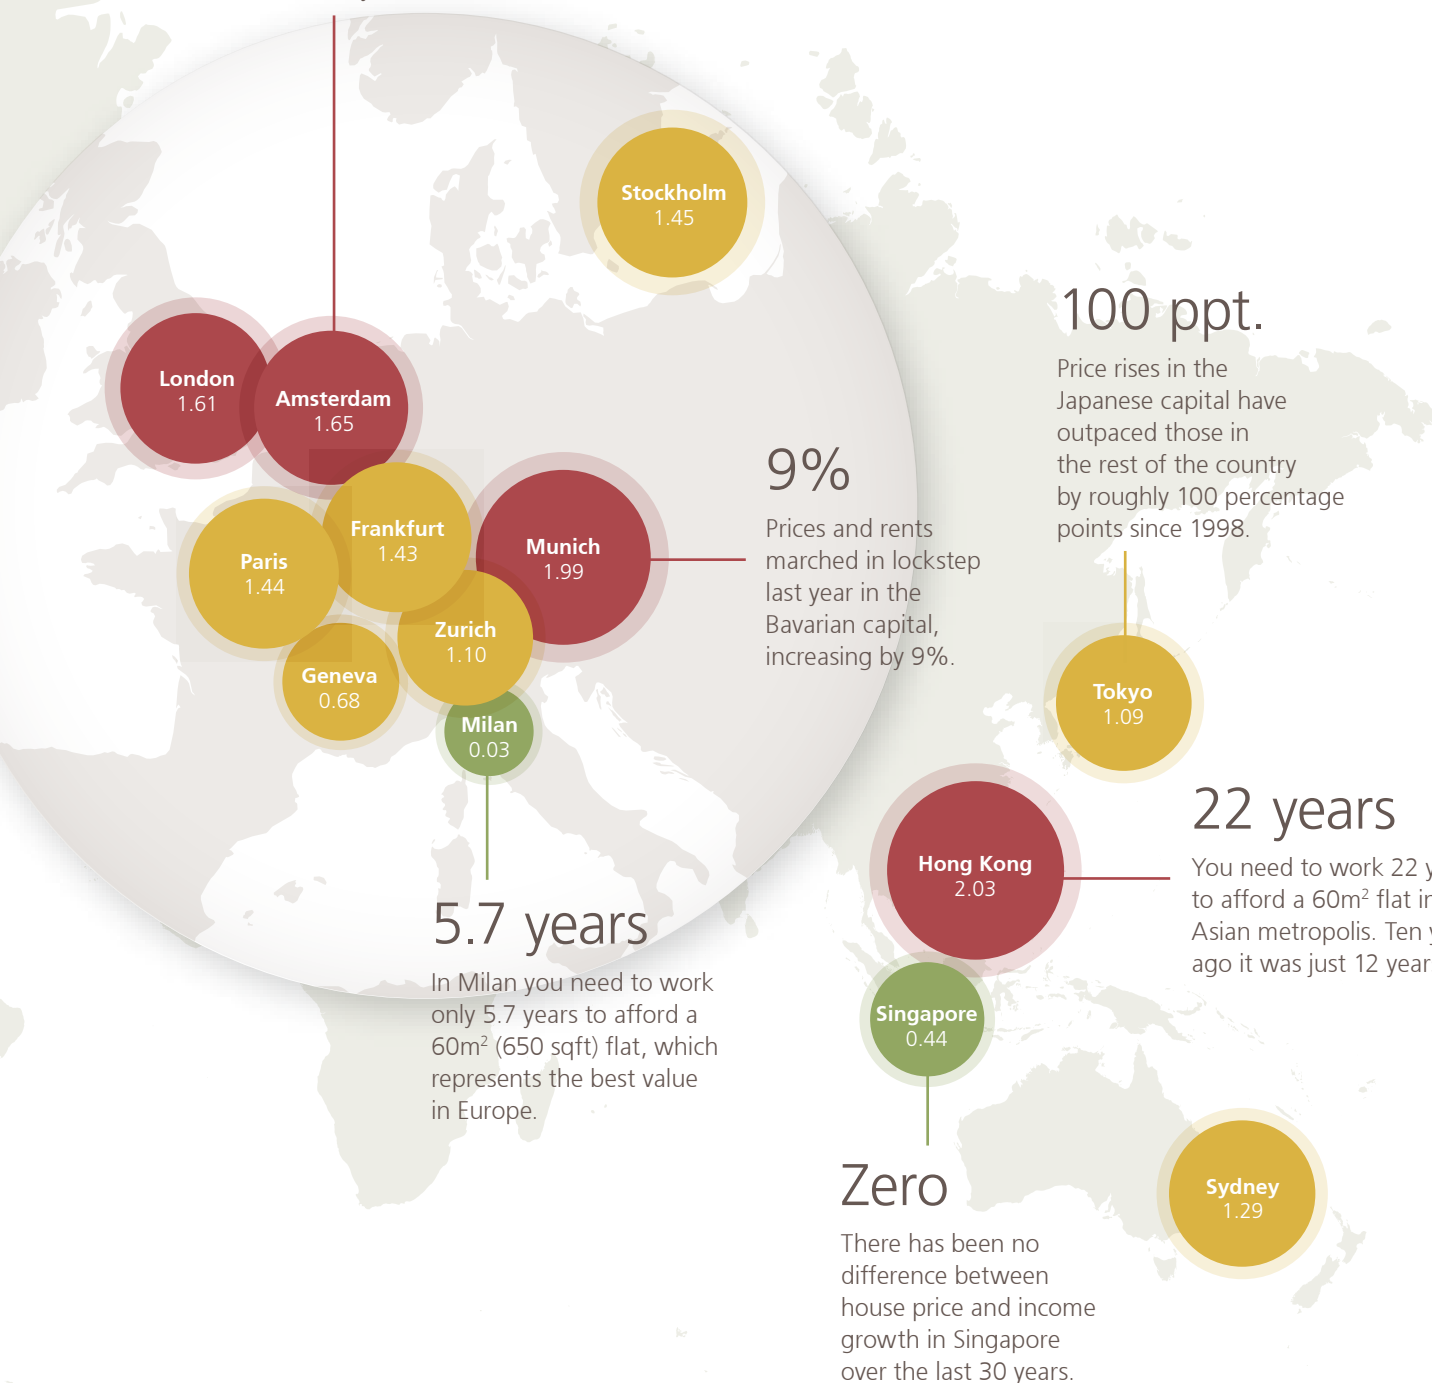 Stockholm
1.45
London
1.61
Amsterdam
1.65
Frankfurt
1.43
Munich
1.99
Paris
1.44
Zurich
1.10
Geneva
0.68
Milan
0.03
9%
Prices and rents
marched in lockstep
last year in the
Bavarian capital,
increasing by 9%.
100 ppt.
Price rises in the
Japanese capital have
outpaced those in
the rest of the country
by roughly 100 percentage
points since 1998.
Tokyo
1.09
Hong Kong
2.03
22 years
You need to work 22
to afford a 60m² flat
Asian metropolis. Ten
ago it was just 12
5.7 years
In Milan you need to work
only 5.7 years to afford a
60m² (650 sqft) flat, which
represents the best value
in Europe.
Singapore
0.44
Zero
There has been no
difference between
house price and income
growth in Singapore
over the last 30 years.
Sydney
1.29